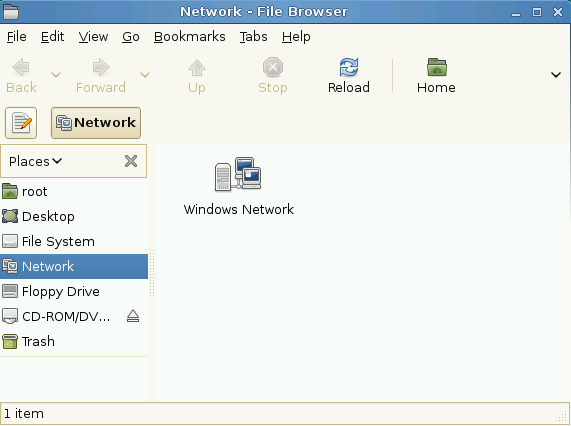 Network - File Browser
File Edit View Go Bookmarks Tabs Help
Back Forward Up Stop Reload Home
Network
Places
root
Desktop
File System
Network
Floppy Drive
CD-ROM/DV...
Trash
Windows Network
1 item